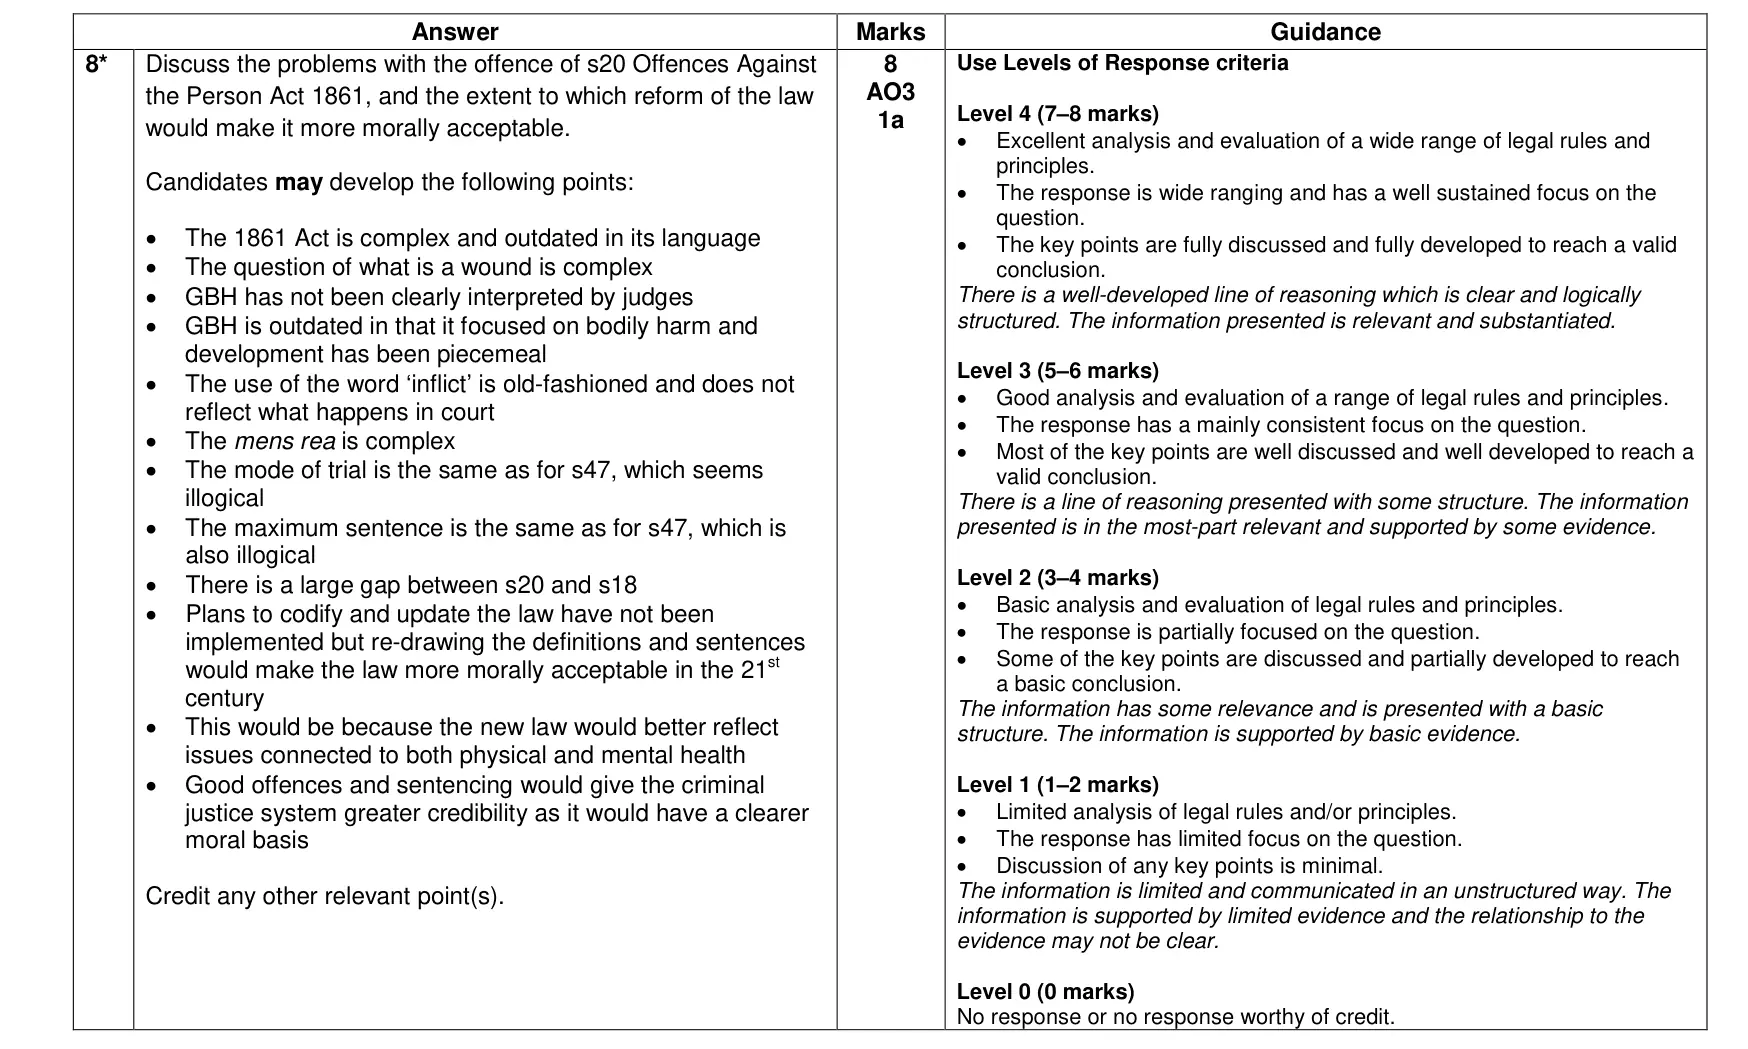 Answer
Marks
Guidance
8*
Discuss the problems with the offence of s20 Offences Against
the Person Act 1861, and the extent to which reform of the law
would make it more morally acceptable.
Candidates may develop the following points:
• The 1861 Act is complex and outdated in its language
• The question of what is a wound is complex
• GBH has not been clearly interpreted by judges
• GBH is outdated in that it focused on bodily harm and
development has been piecemeal
• The use of the word ‘inflict’ is old-fashioned and does not
reflect what happens in court
• The mens rea is complex
• The mode of trial is the same as for s47, which seems
illogical
• The maximum sentence is the same as for s47, which is
also illogical
• There is a large gap between s20 and s18
• Plans to codify and update the law have not been
implemented but re-drawing the definitions and sentences
would make the law more morally acceptable in the 21st
century
• This would be because the new law would better reflect
issues connected to both physical and mental health
• Good offences and sentencing would give the criminal
justice system greater credibility as it would have a clearer
moral basis
Credit any other relevant point(s).
8
AO3
1a
Use Levels of Response criteria
Level 4 (7–8 marks)
• Excellent analysis and evaluation of a wide range of legal rules and
principles.
• The response is wide ranging and has a well sustained focus on the
question.
• The key points are fully discussed and fully developed to reach a valid
conclusion.
There is a well-developed line of reasoning which is clear and logically
structured. The information presented is relevant and substantiated.
Level 3 (5–6 marks)
• Good analysis and evaluation of a range of legal rules and principles.
• The response has a mainly consistent focus on the question.
• Most of the key points are well discussed and well developed to reach a
valid conclusion.
There is a line of reasoning presented with some structure. The information
presented is in the most-part relevant and supported by some evidence.
Level 2 (3–4 marks)
• Basic analysis and evaluation of legal rules and principles.
• The response is partially focused on the question.
• Some of the key points are discussed and partially developed to reach
a basic conclusion.
The information has some relevance and is presented with a basic
structure. The information is supported by basic evidence.
Level 1 (1–2 marks)
• Limited analysis of legal rules and/or principles.
• The response has limited focus on the question.
• Discussion of any key points is minimal.
The information is limited and communicated in an unstructured way. The
information is supported by limited evidence and the relationship to the
evidence may not be clear.
Level 0 (0 marks)
No response or no response worthy of credit.